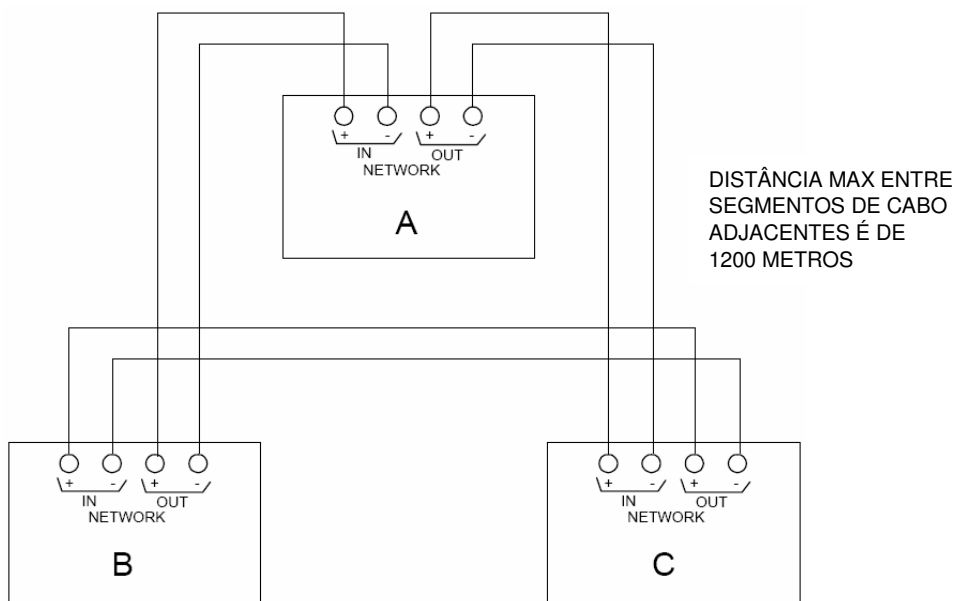 + - + -
IN OUT
NETWORK
A
DISTÂNCIA MAX ENTRE
SEGMENTOS DE CABO
ADJACENTES É DE
1200 METROS
+ - + -
IN OUT
NETWORK
B
+ - + -
IN OUT
NETWORK
C